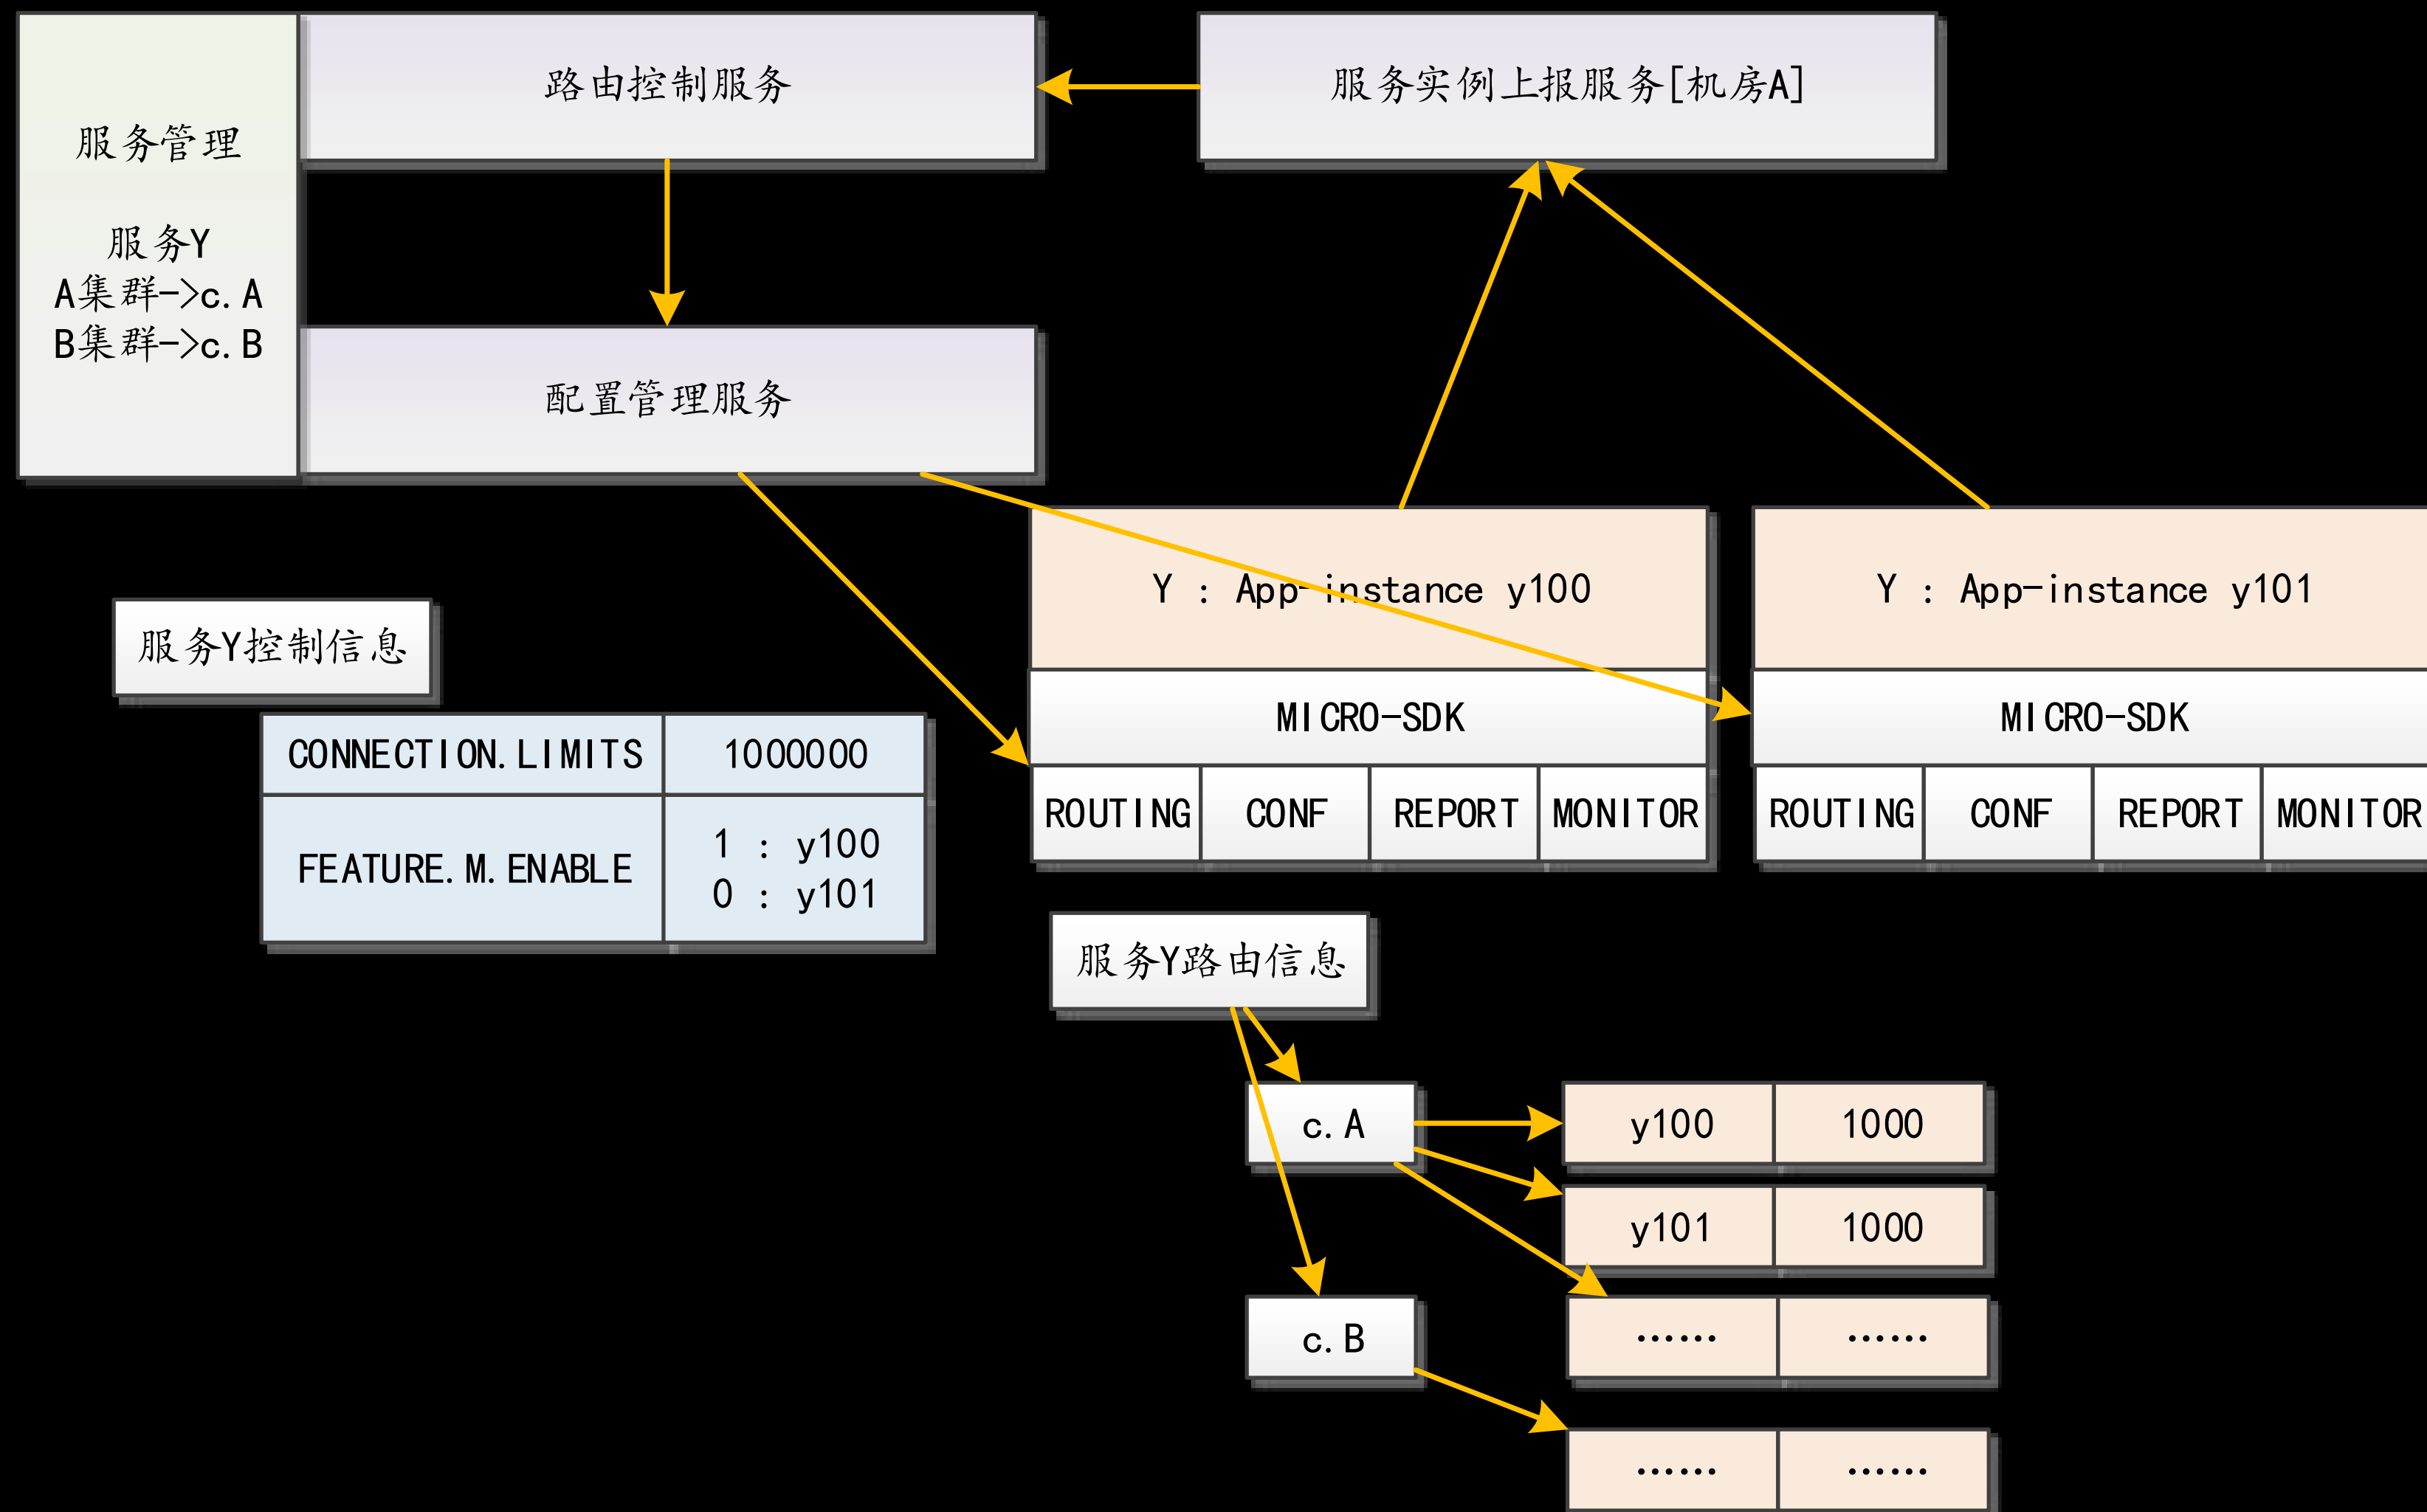 路由控制服务
服务实例上报服务[机房A]
服务管理
服务Y
A集群->c.A
B集群->c.B
配置管理服务
Y : App-instance y100
Y : App-instance y101
服务Y控制信息
MICRO-SDK
MICRO-SDK
CONNECTION.LIMITS
1000000
ROUTING
CONF
REPORT
MONITOR
ROUTING
CONF
REPORT
MONITOR
FEATURE.M.ENABLE
1 : y100
0 : y101
服务Y路由信息
c.A
y100
1000
y101
1000
c.B
……
……
……
……